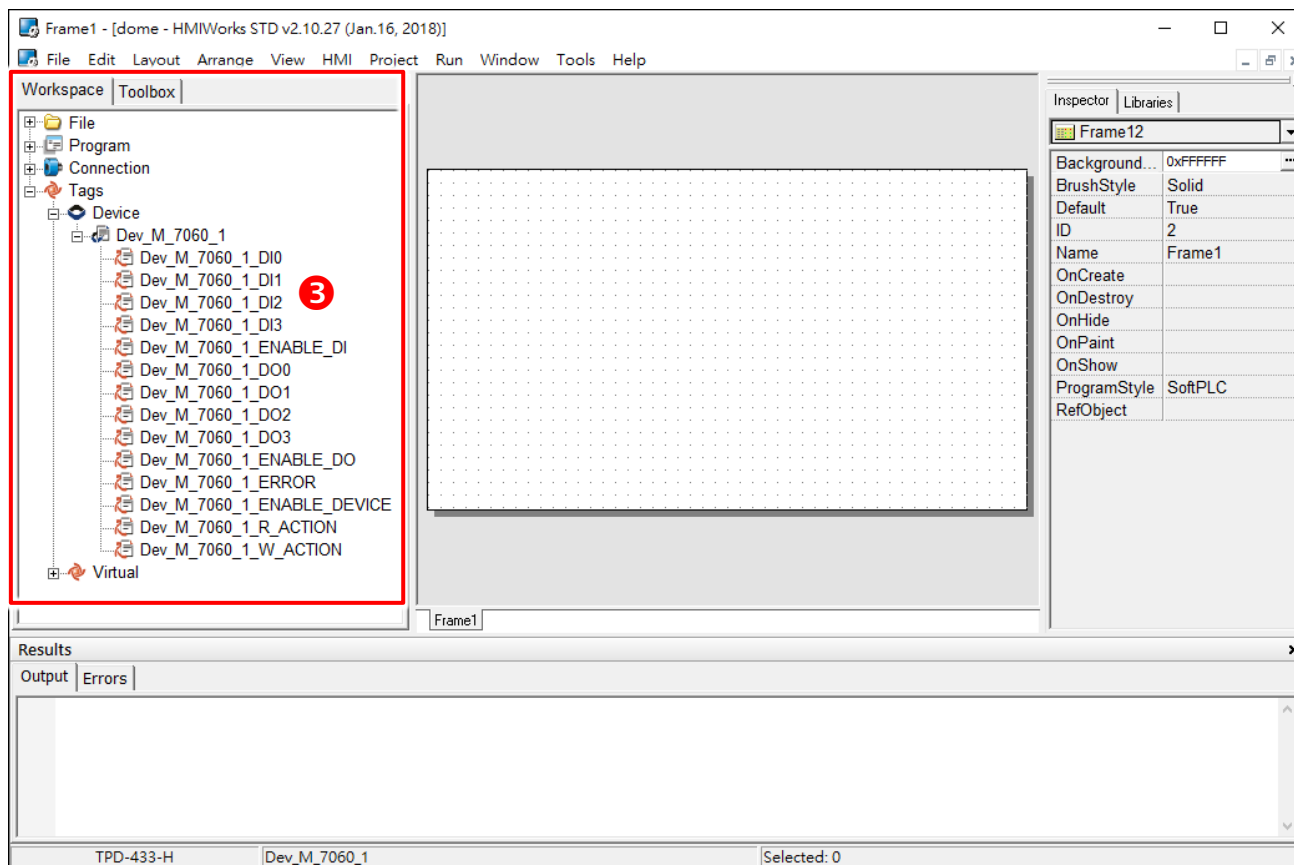 Frame1 - [dome - HMIWorks STD v2.10.27 (Jan.16, 2018)]
File Edit Layout Arrange View HMI Project Run Window Tools Help
Workspace Toolbox
File
Program
Connection
Tags
Device
Dev_M_7060_1
Dev_M_7060_1_DI0
Dev_M_7060_1_DI1
Dev_M_7060_1_DI2
Dev_M_7060_1_DI3
Dev_M_7060_1_ENABLE_DI
Dev_M_7060_1_DO0
Dev_M_7060_1_DO1
Dev_M_7060_1_DO2
Dev_M_7060_1_DO3
Dev_M_7060_1_ENABLE_DO
Dev_M_7060_1_ERROR
Dev_M_7060_1_ENABLE_DEVICE
Dev_M_7060_1_R_ACTION
Dev_M_7060_1_W_ACTION
Virtual
3
Frame1
Inspector Libraries
Frame12
Background... 0xFFFFFF ...
BrushStyle Solid
Default True
ID 2
Name Frame1
OnCreate
OnDestroy
OnHide
OnPaint
OnShow
ProgramStyle SoftPLC
RefObject
Results
Output Errors
TPD-433-H Dev_M_7060_1 Selected: 0